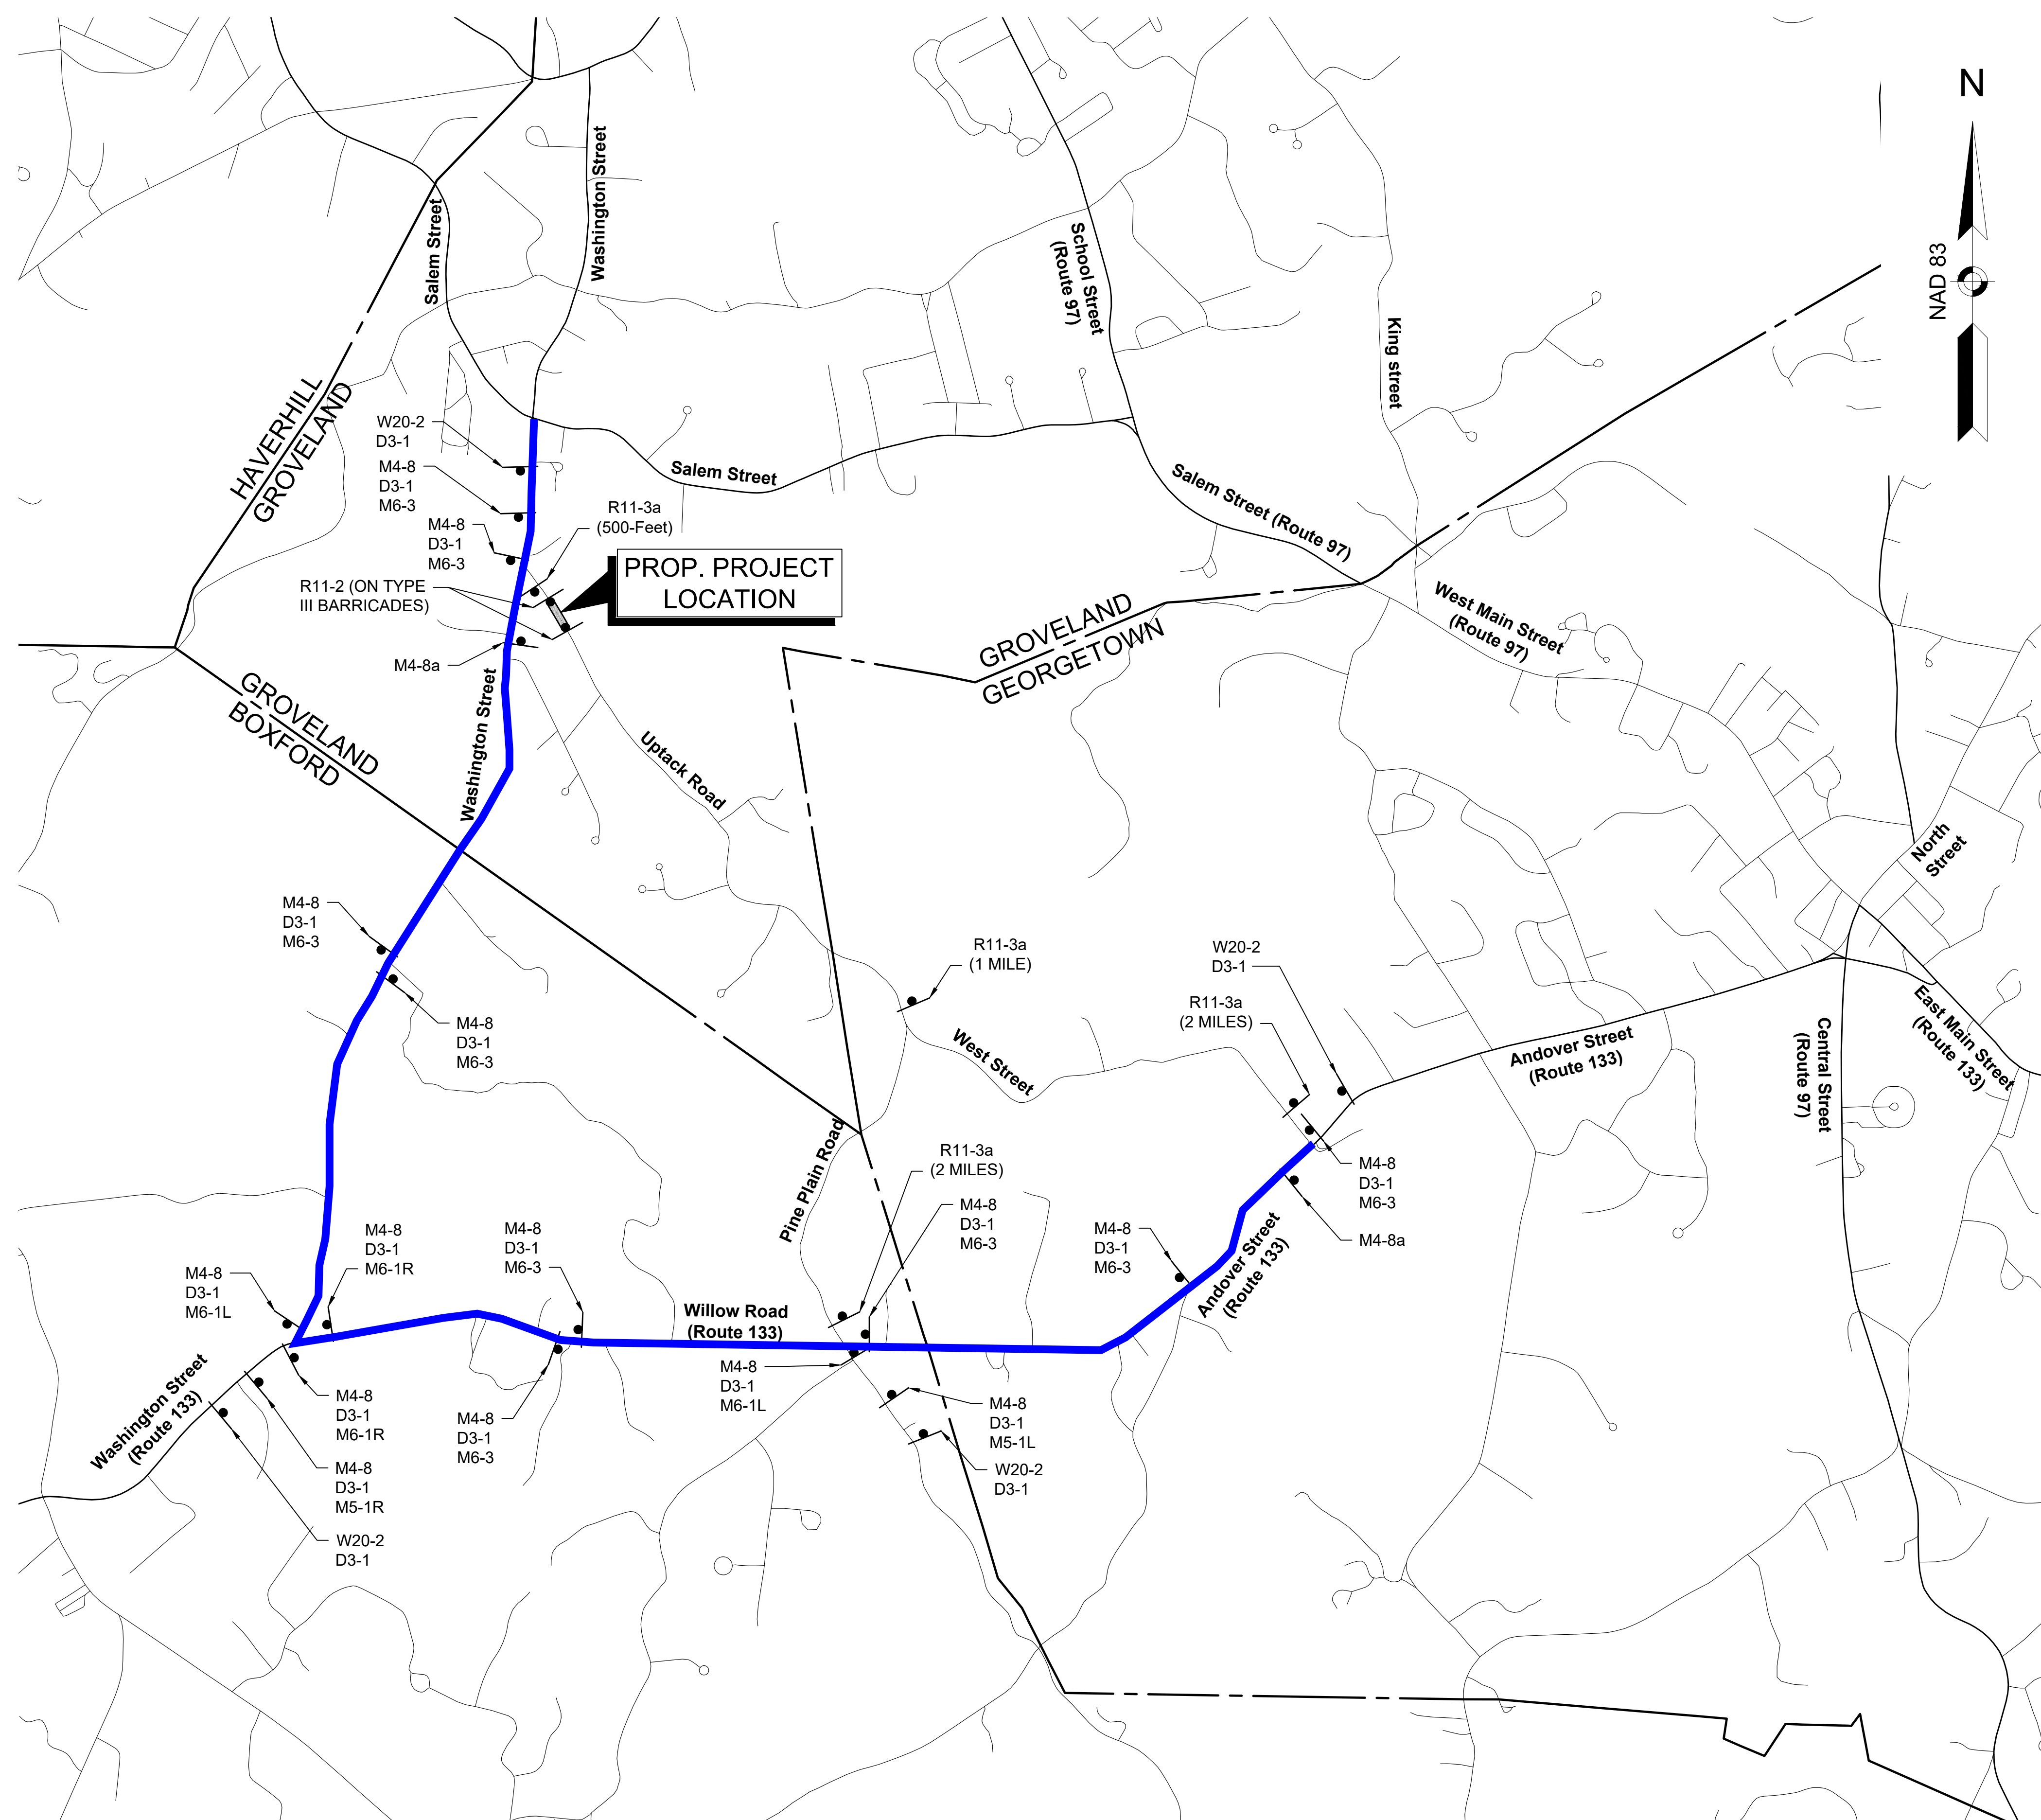 N
NAD 83
Washington Street
Salem Street
School Street
(Route 97)
King street
HAVERHILL
GROVELAND
W20-2
D3-1
M4-8
D3-1
M6-3
M4-8
D3-1
M6-3
R11-3a
(500-Feet)
R11-2 (ON TYPE
III BARRICADES)
PROP. PROJECT
LOCATION
M4-8a
Salem Street
Salem Street (Route 97)
West Main Street
(Route 97)
GROVELAND
GEORGETOWN
GROVELAND
BOXFORD
Washington Street
Uptack Road
North
Street
M4-8
D3-1
M6-3
M4-8
D3-1
M6-3
R11-3a
(1 MILE)
W20-2
D3-1
R11-3a
(2 MILES)
West Street
Andover Street
(Route 133)
Central Street
(Route 97)
East Main Street
(Route 133)
Pine Plain Road
R11-3a
(2 MILES)
M4-8
D3-1
M6-3
M4-8
D3-1
M6-3
M4-8
D3-1
M6-3
M4-8a
Andover Street
(Route 133)
M4-8
D3-1
M6-1L
M4-8
D3-1
M6-1R
M4-8
D3-1
M6-3
Willow Road
(Route 133)
M4-8
D3-1
M6-1L
M4-8
D3-1
M5-1L
W20-2
D3-1
Washington Street
(Route 133)
M4-8
D3-1
M6-1R
M4-8
D3-1
M6-3
M4-8
D3-1
M5-1R
W20-2
D3-1